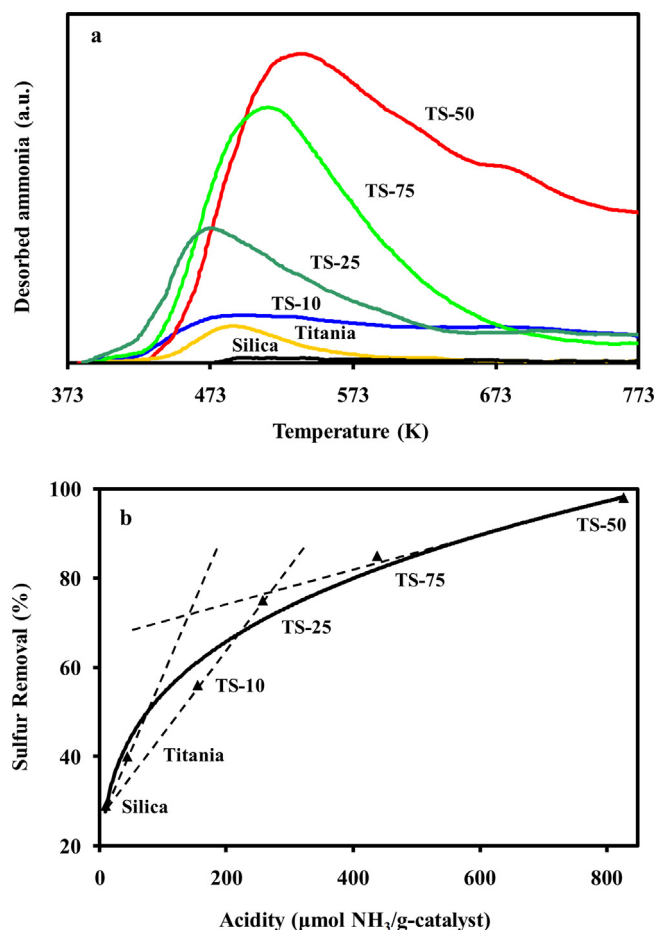 a
Desorbed ammonia (a.u.)
TS-50
TS-75
TS-25
TS-10
Titania
Silica
373 473 573 673 773
Temperature (K)
b
Sulfur Removal (%)
100
80
60
40
20
TS-50
TS-75
TS-25
TS-10
Titania
Silica
0 200 400 600 800
Acidity (µmol NH₃/g-catalyst)